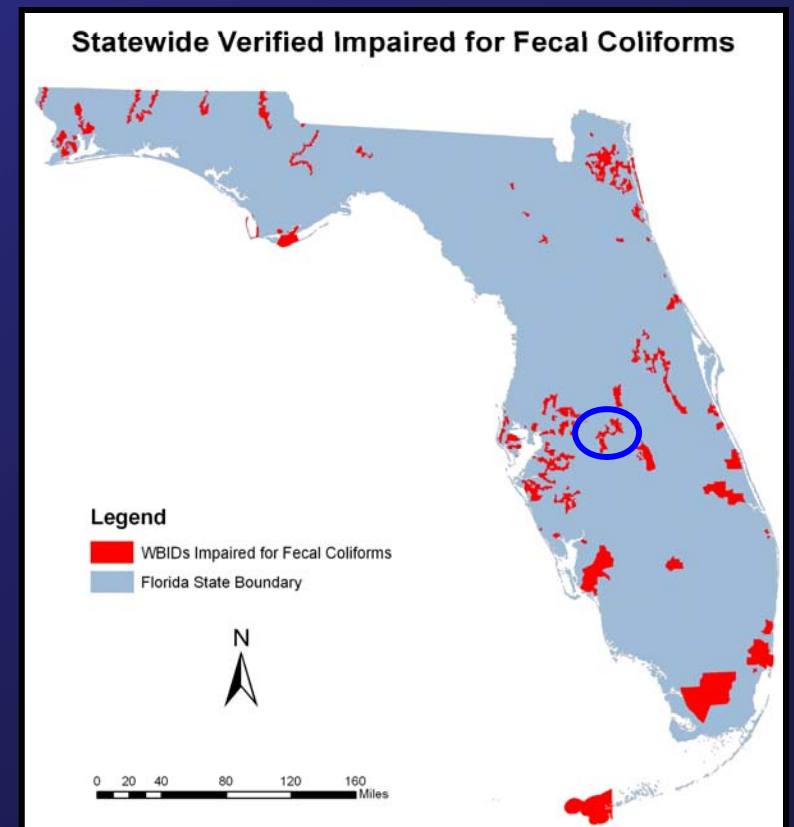 Statewide Verified Impaired for Fecal Coliforms
Legend
WBIDs Impaired for Fecal Coliforms
Florida State Boundary
N
0 20 40 80 120 160
Miles